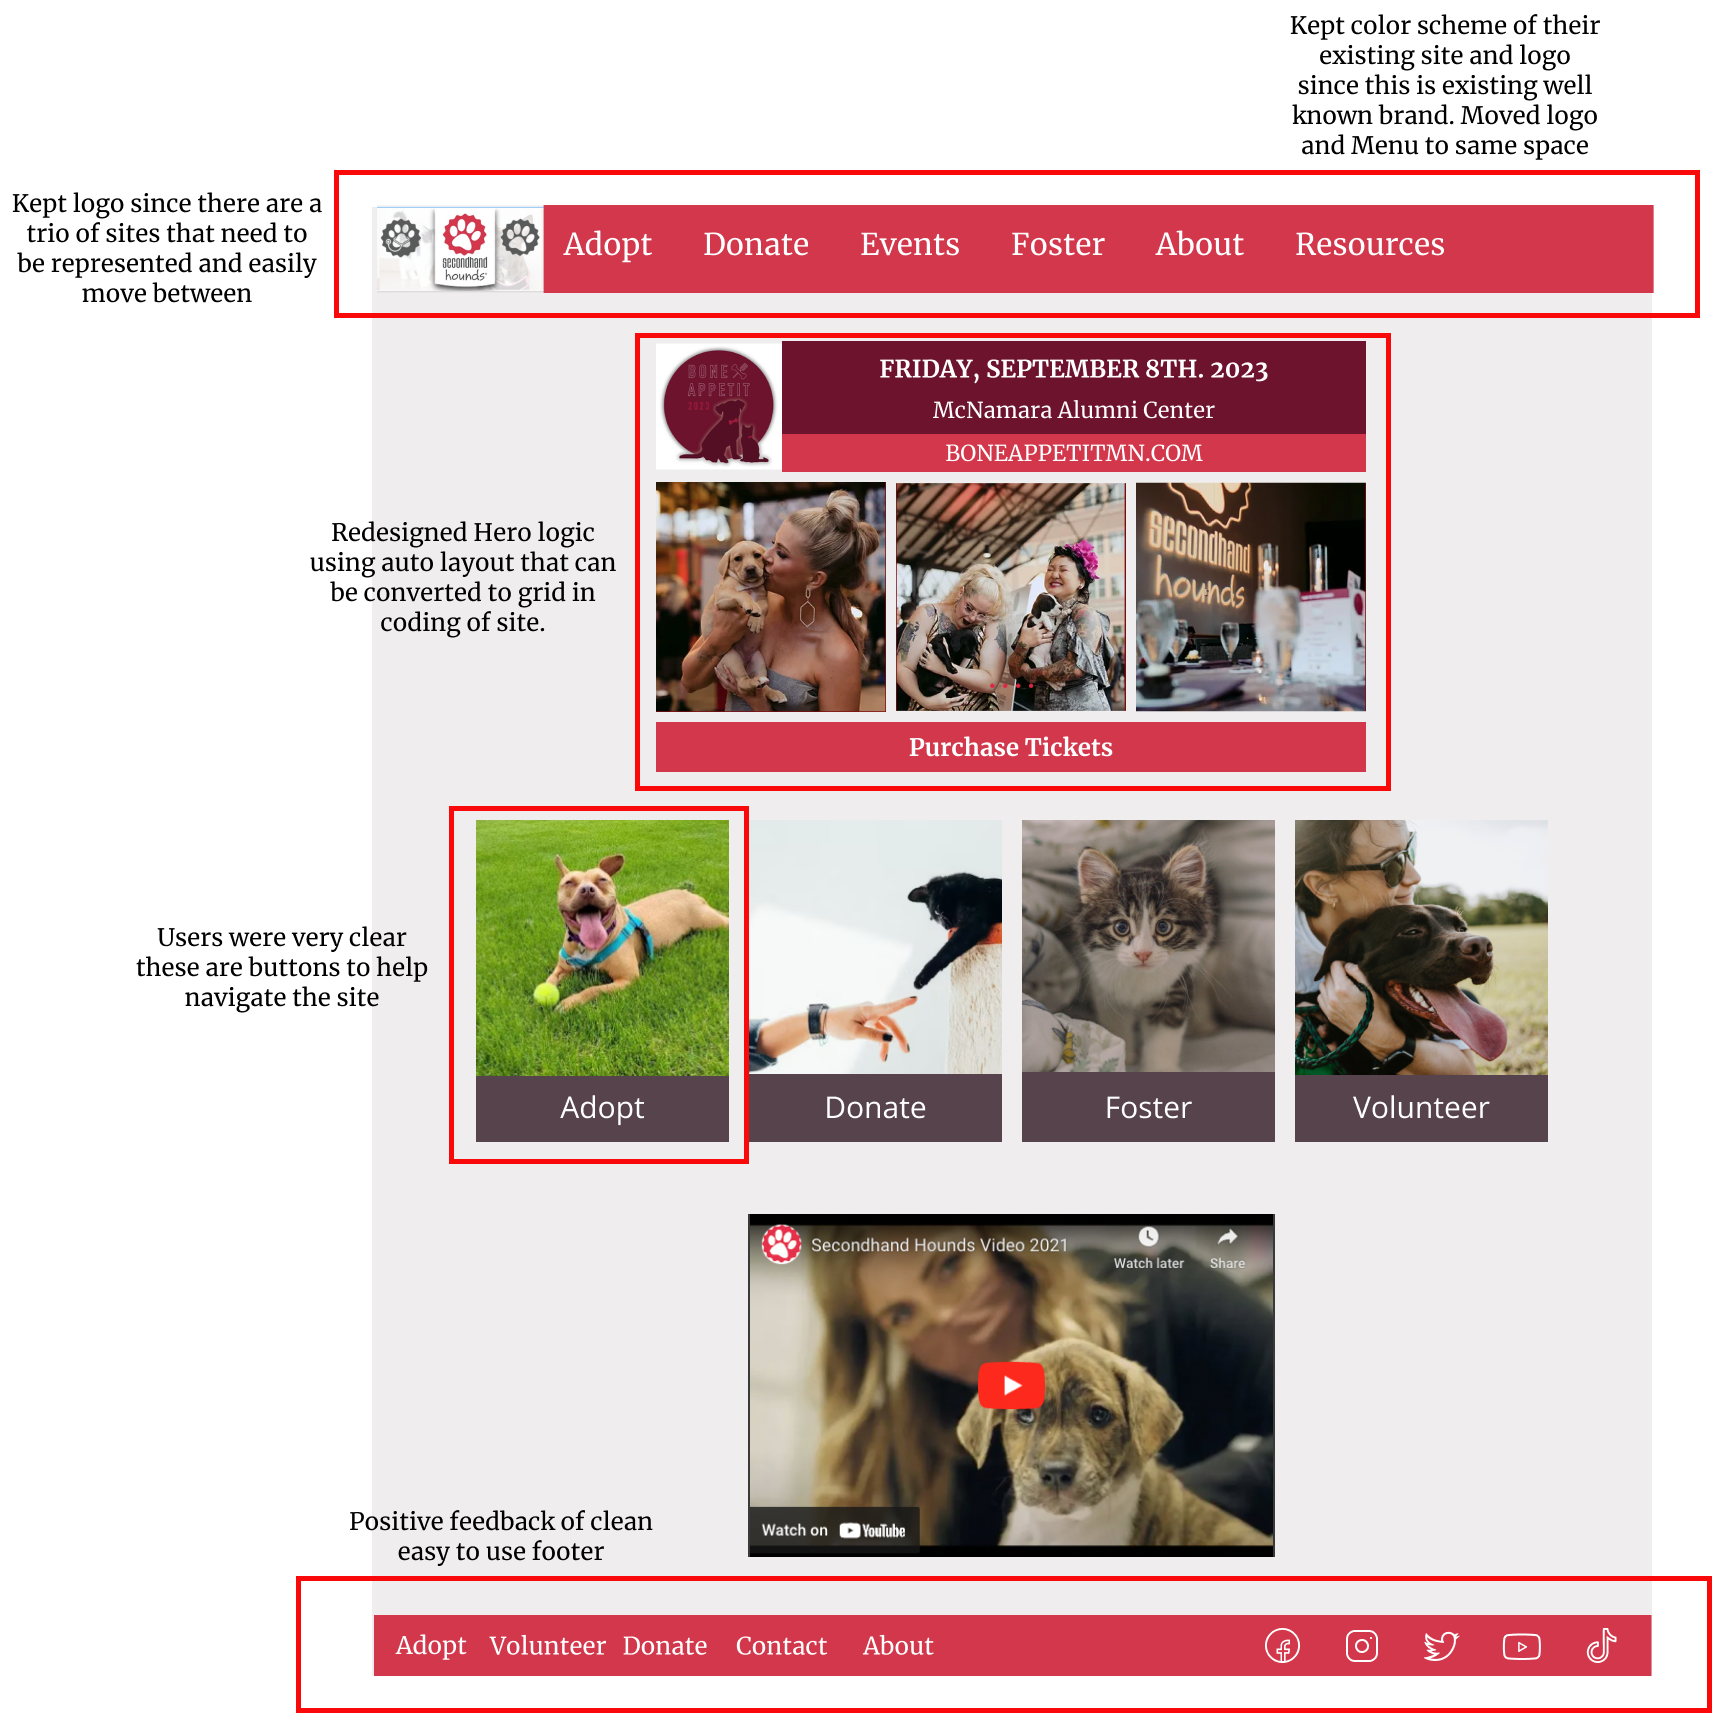 Kept color scheme of their
existing site and logo
since this is existing well
known brand. Moved logo
and Menu to same space
Kept logo since there are a
trio of sites that need to
be represented and easily
move between
secondhand
hounds
Adopt Donate Events Foster About Resources
BONE
APPETIT
2023
FRIDAY, SEPTEMBER 8TH. 2023
McNamara Alumni Center
BONEAPPETITMN.COM
Redesigned Hero logic
using auto layout that can
be converted to grid in
coding of site.
secondhand
hounds
Purchase Tickets
Users were very clear
these are buttons to help
navigate the site
Adopt Donate Foster Volunteer
Secondhand Hounds Video 2021
Watch later Share
Watch on YouTube
Positive feedback of clean
easy to use footer
Adopt Volunteer Donate Contact About